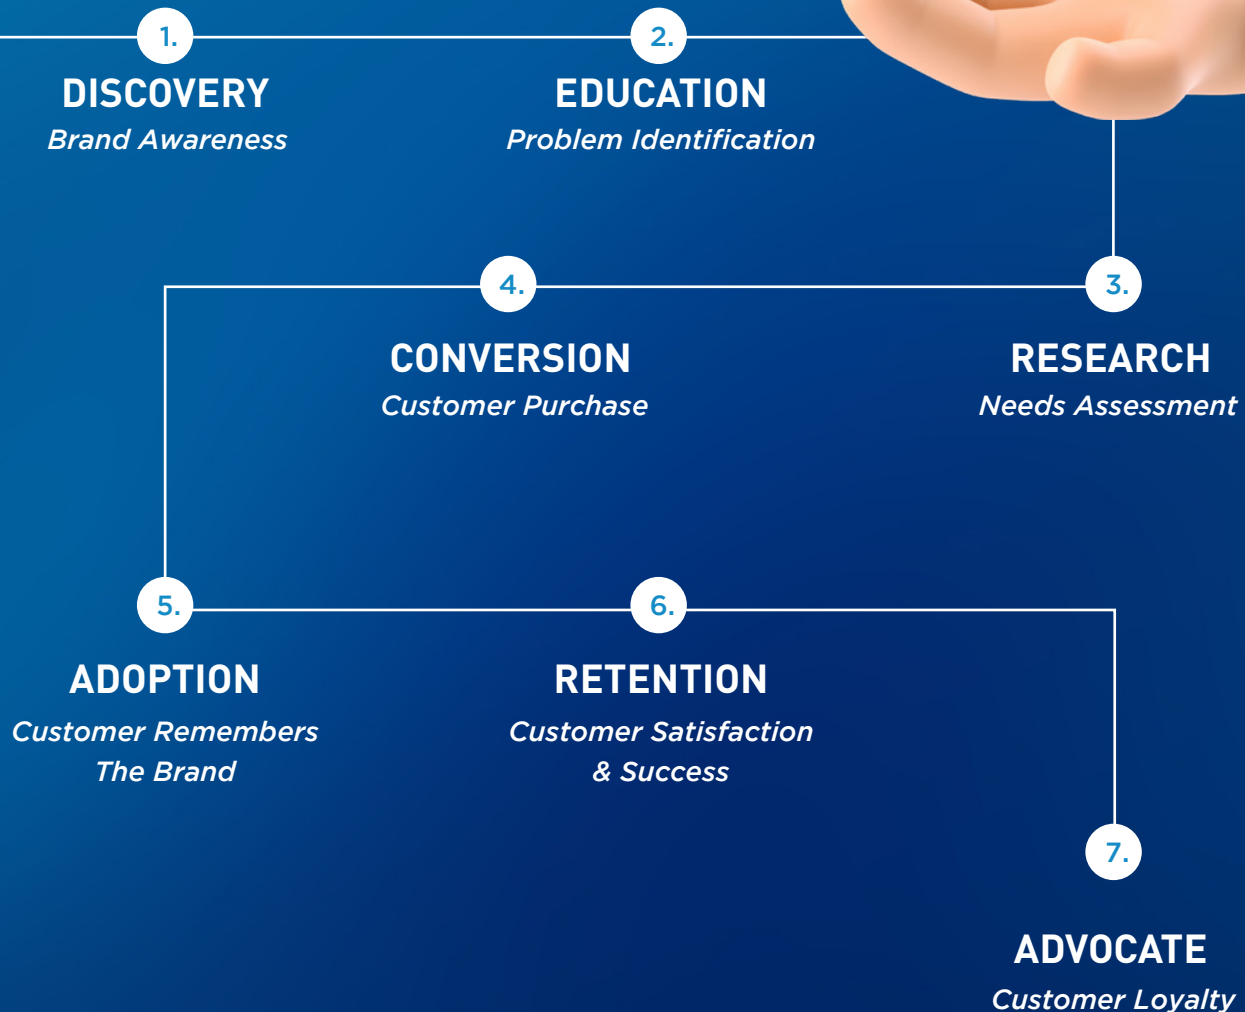 1.
DISCOVERY
Brand Awareness
2.
EDUCATION
Problem Identification
3.
RESEARCH
Needs Assessment
4.
CONVERSION
Customer Purchase
5.
ADOPTION
Customer Remembers
The Brand
6.
RETENTION
Customer Satisfaction
& Success
7.
ADVOCATE
Customer Loyalty